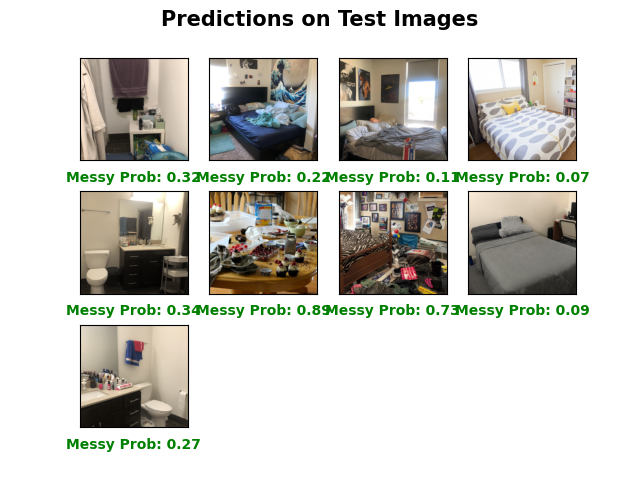 Predictions on Test Images
Messy Prob: 0.32 Messy Prob: 0.22 Messy Prob: 0.11 Messy Prob: 0.07
Messy Prob: 0.34 Messy Prob: 0.89 Messy Prob: 0.73 Messy Prob: 0.09
Messy Prob: 0.27